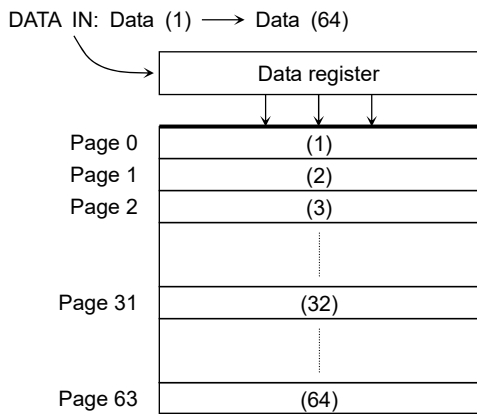 DATA IN: Data (1) ⟶ Data (64)
Data register
Page 0 (1)
Page 1 (2)
Page 2 (3)
Page 31 (32)
Page 63 (64)